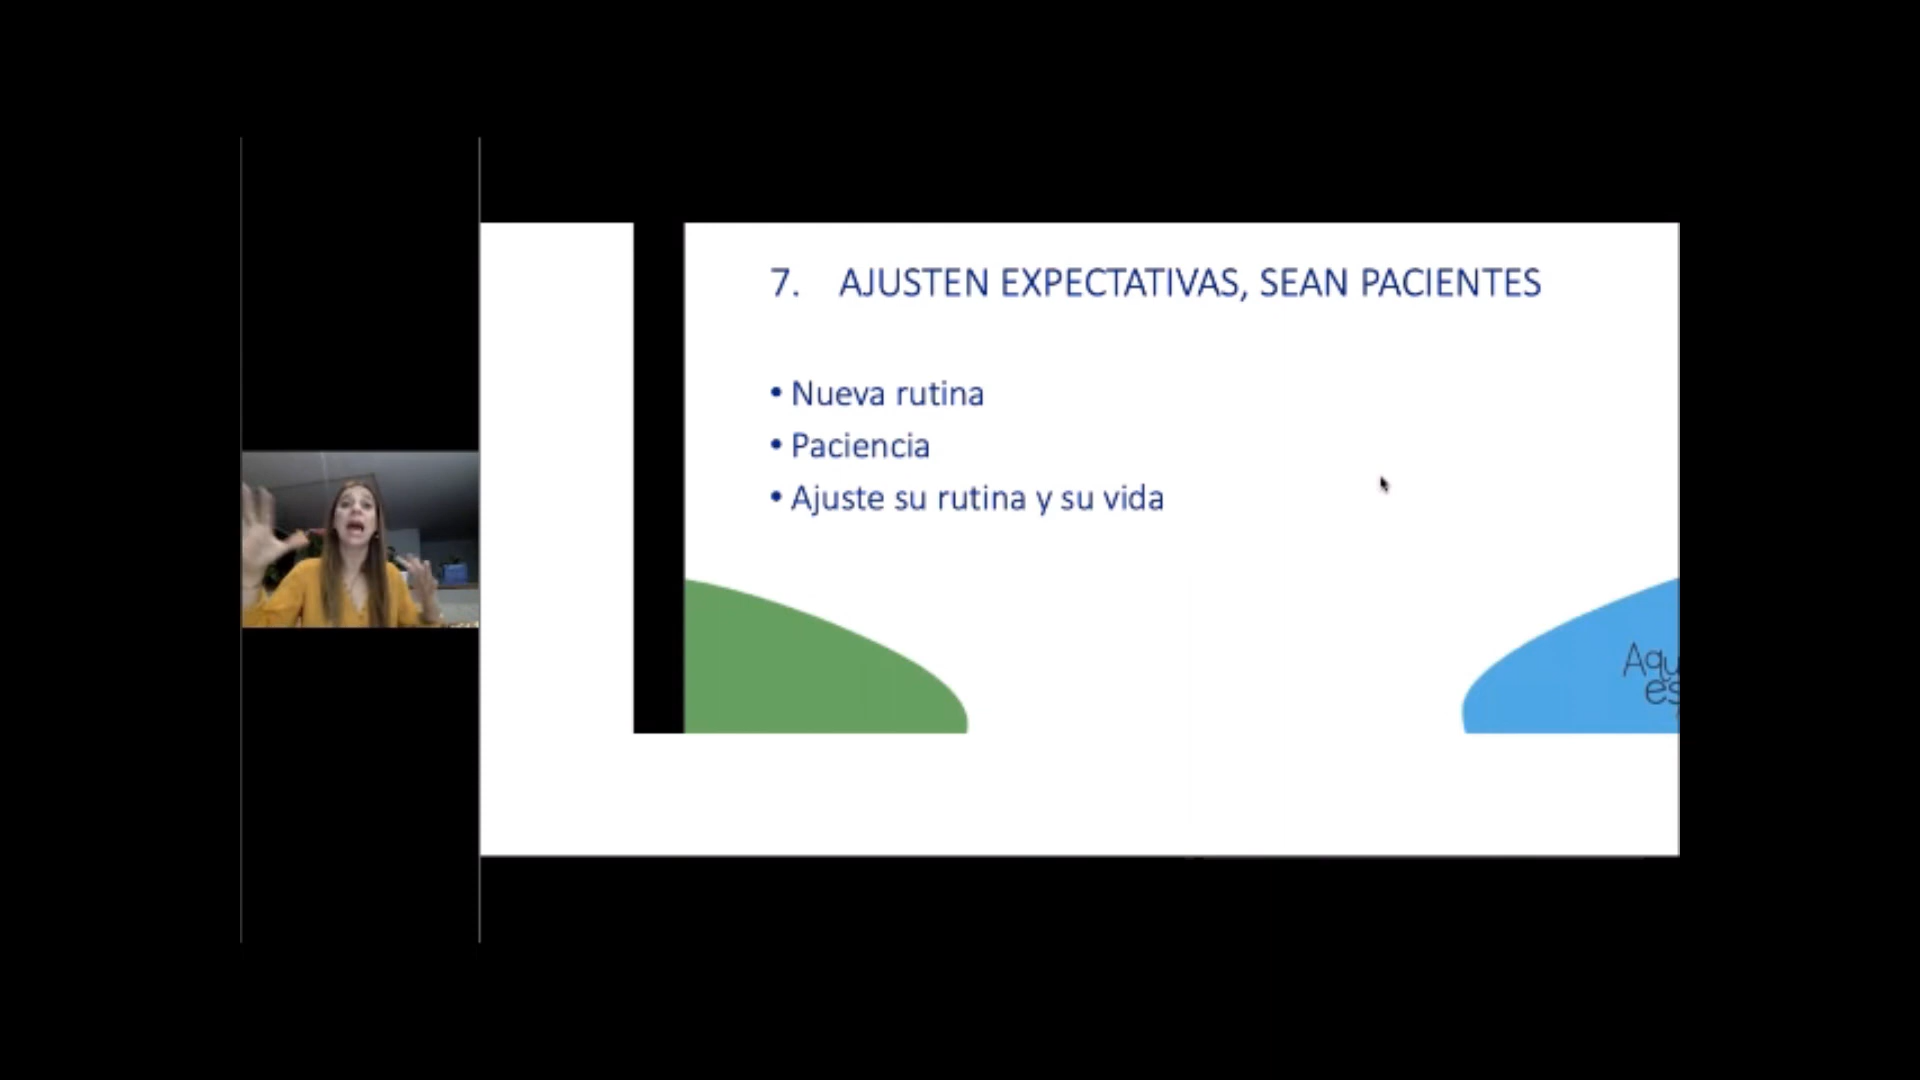 7. AJUSTEN EXPECTATIVAS, SEAN PACIENTES
• Nueva rutina
• Paciencia
• Ajuste su rutina y su vida